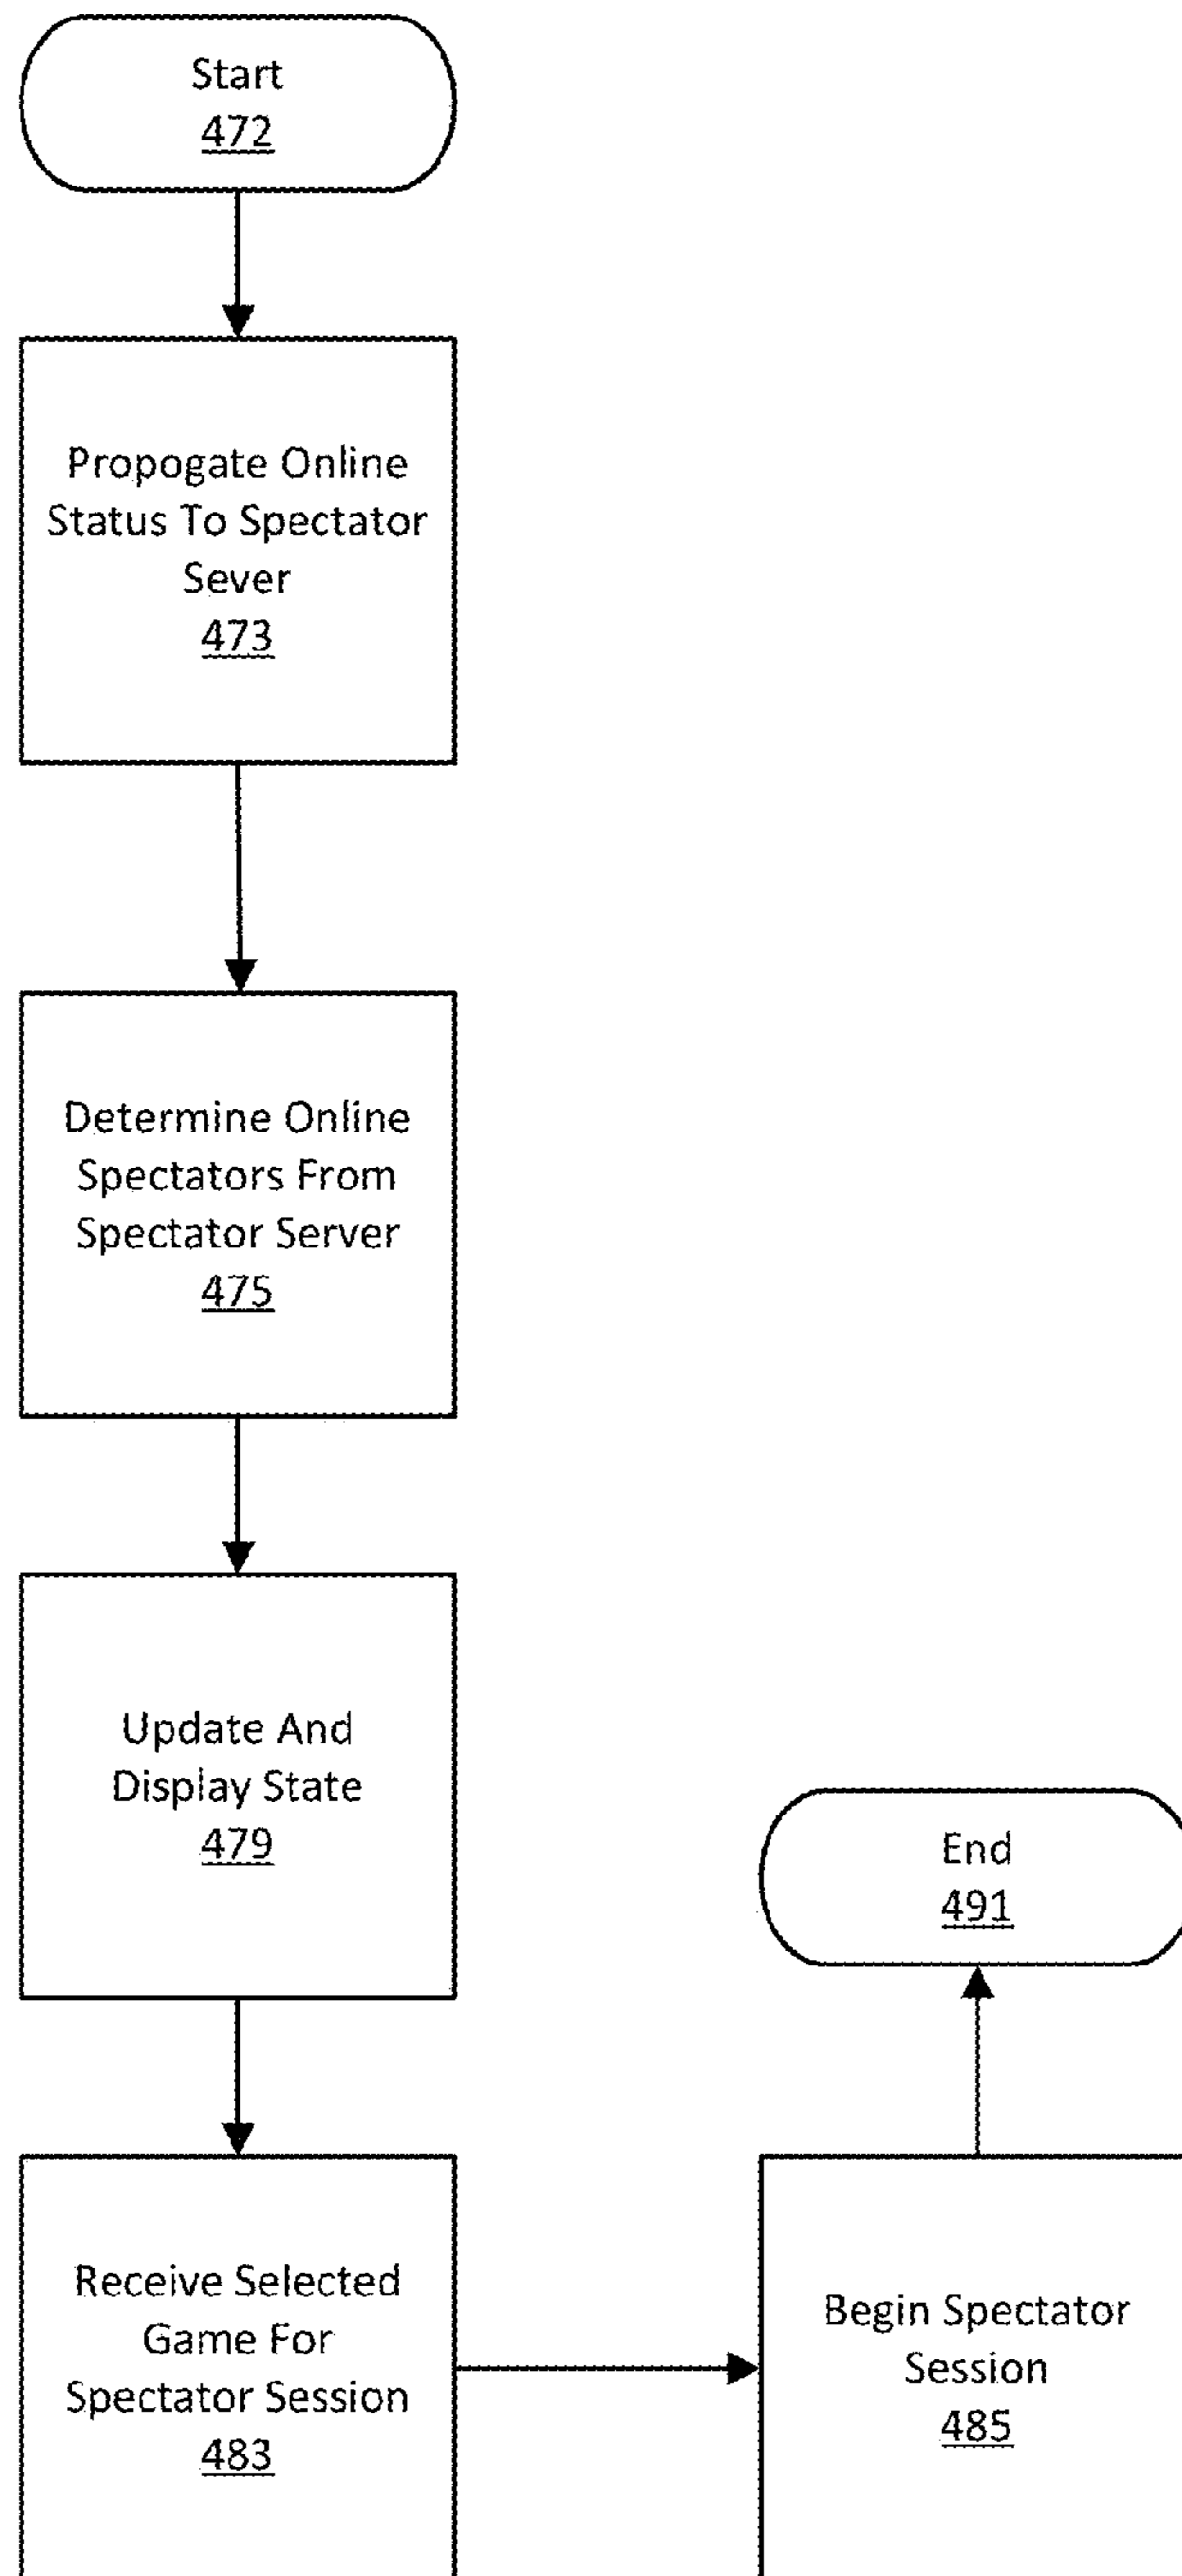 Start
472
Propogate Online
Status To Spectator
Sever
473
Determine Online
Spectators From
Spectator Server
475
Update And
Display State
479
Receive Selected
Game For
Spectator Session
483
Begin Spectator
Session
485
End
491